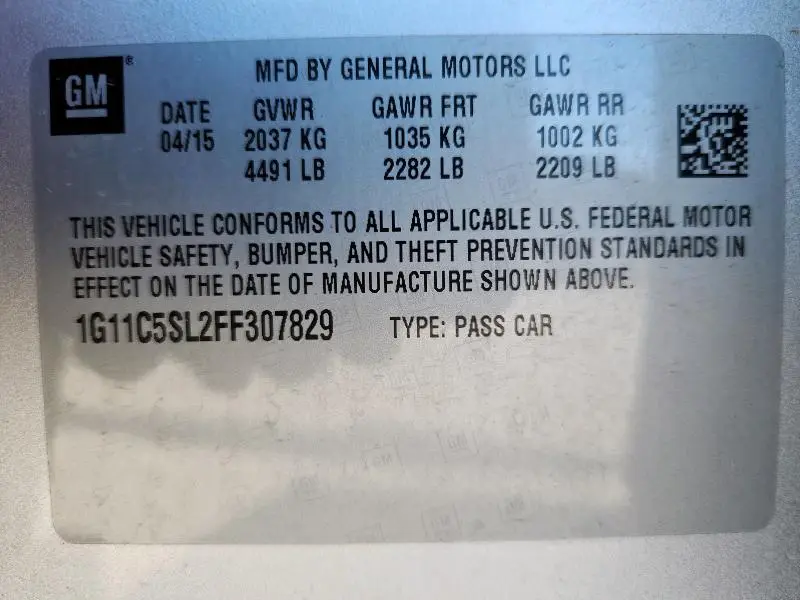 GM®
MFD BY GENERAL MOTORS LLC
DATE GVWR GAWR FRT GAWR RR
04/15 2037 KG 1035 KG 1002 KG
4491 LB 2282 LB 2209 LB
THIS VEHICLE CONFORMS TO ALL APPLICABLE U.S. FEDERAL MOTOR
VEHICLE SAFETY, BUMPER, AND THEFT PREVENTION STANDARDS IN
EFFECT ON THE DATE OF MANUFACTURE SHOWN ABOVE.
1G11C5SL2FF307829 TYPE: PASS CAR